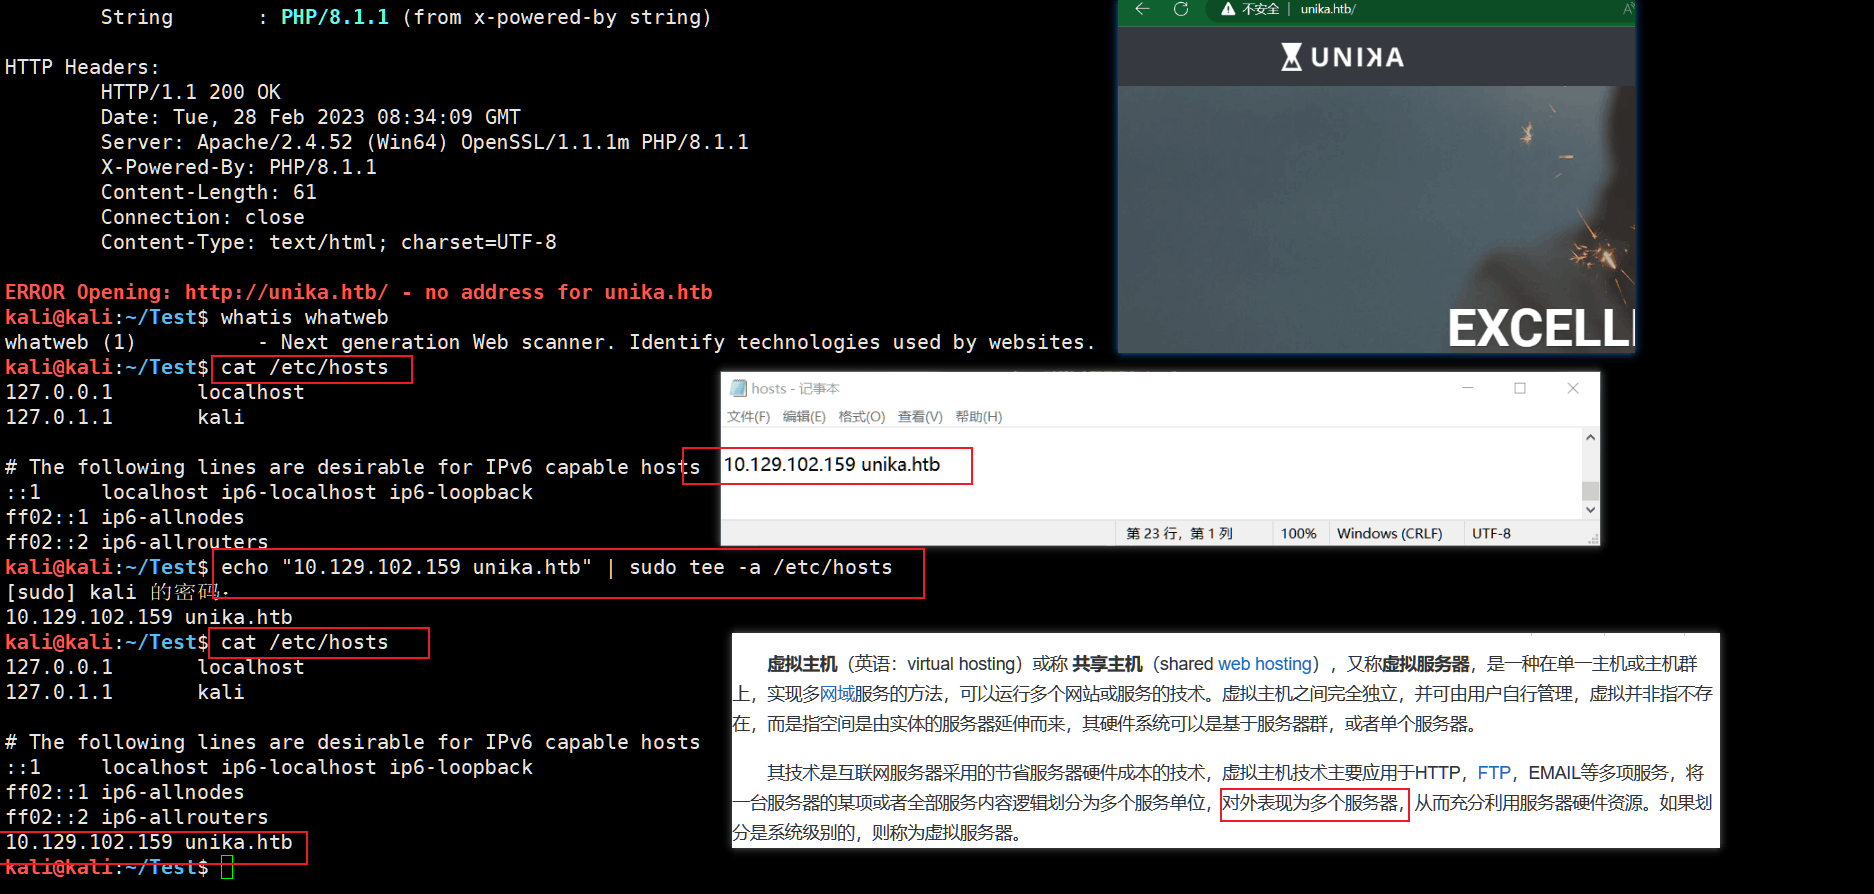 String       : PHP/8.1.1 (from x-powered-by string)
HTTP Headers:
HTTP/1.1 200 OK
Date: Tue, 28 Feb 2023 08:34:09 GMT
Server: Apache/2.4.52 (Win64) OpenSSL/1.1.1m PHP/8.1.1
X-Powered-By: PHP/8.1.1
Content-Length: 61
Connection: close
Content-Type: text/html; charset=UTF-8
ERROR Opening: http://unika.htb/ - no address for unika.htb
kali@kali:~/Test$ whatis whatweb
whatweb (1)          - Next generation Web scanner. Identify technologies used by websites.
kali@kali:~/Test$ cat /etc/hosts
127.0.0.1       localhost
127.0.1.1       kali
# The following lines are desirable for IPv6 capable hosts
::1     localhost ip6-localhost ip6-loopback
ff02::1 ip6-allnodes
ff02::2 ip6-allrouters
kali@kali:~/Test$ echo "10.129.102.159 unika.htb" | sudo tee -a /etc/hosts
[sudo] kali 的密码:
10.129.102.159 unika.htb
kali@kali:~/Test$ cat /etc/hosts
127.0.0.1       localhost
127.0.1.1       kali
# The following lines are desirable for IPv6 capable hosts
::1     localhost ip6-localhost ip6-loopback
ff02::1 ip6-allnodes
ff02::2 ip6-allrouters
10.129.102.159 unika.htb
kali@kali:~/Test$
不安全 | unika.htb/
UNIKA
EXCELLI
hosts - 记事本
文件(F) 编辑(E) 格式(O) 查看(V) 帮助(H)
10.129.102.159 unika.htb
第 23 行，第 1 列 100% Windows (CRLF) UTF-8
虚拟主机（英语：virtual hosting）或称 共享主机（shared web hosting），又称虚拟服务器，是一种在单一主机或主机群
上，实现多网域服务的方法，可以运行多个网站或服务的技术。虚拟主机之间完全独立，并可由用户自行管理，虚拟并非指不存
在，而是指空间是由实体的服务器延伸而来，其硬件系统可以是基于服务器群，或者单个服务器。
其技术是互联网服务器采用的节省服务器硬件成本的技术，虚拟主机技术主要应用于HTTP，FTP，EMAIL等多项服务，将
一台服务器的某项或者全部服务内容逻辑划分为多个服务单位，对外表现为多个服务器，从而充分利用服务器硬件资源。如果划
分是系统级别的，则称为虚拟服务器。